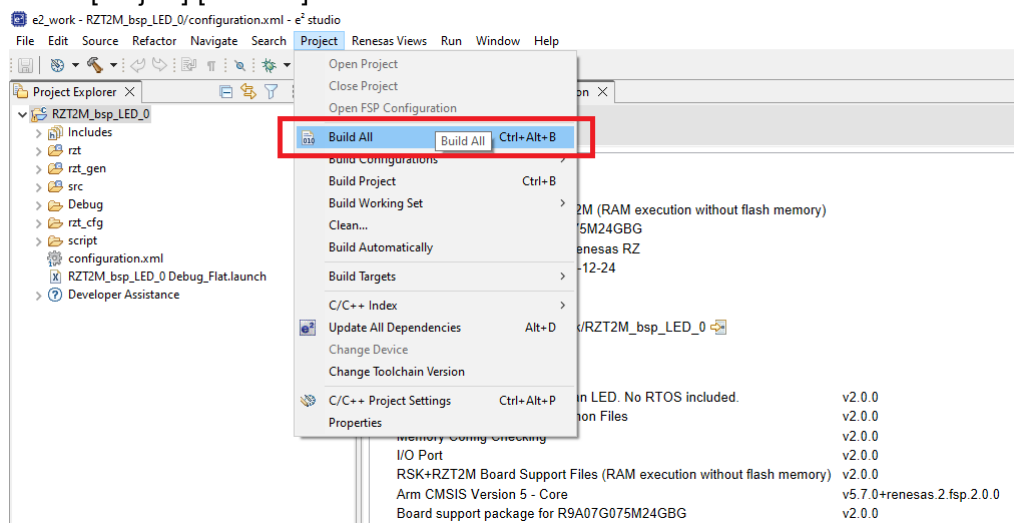 e2_work - RZT2M_bsp_LED_0/configuration.xml - e² studio
File Edit Source Refactor Navigate Search Project Renesas Views Run Window Help
Project Explorer
RZT2M_bsp_LED_0
Includes
rzt
rzt_gen
src
Debug
rzt_cfg
script
configuration.xml
RZT2M_bsp_LED_0 Debug_Flat.launch
Developer Assistance
Open Project
Close Project
Open FSP Configuration
Build All Ctrl+Alt+B
Build All
Build Configurations
Build Project Ctrl+B
Build Working Set
Clean...
Build Automatically
Build Targets
C/C++ Index
Update All Dependencies Alt+D
Change Device
Change Toolchain Version
C/C++ Project Settings Ctrl+Alt+P
Properties
on
2M (RAM execution without flash memory)
5M24GBG
enesas RZ
-12-24
/RZT2M_bsp_LED_0
n LED. No RTOS included. v2.0.0
on Files v2.0.0
Memory Config Checking v2.0.0
I/O Port v2.0.0
RSK+RZT2M Board Support Files (RAM execution without flash memory) v2.0.0
Arm CMSIS Version 5 - Core v5.7.0+renesas.2.fsp.2.0.0
Board support package for R9A07G075M24GBG v2.0.0